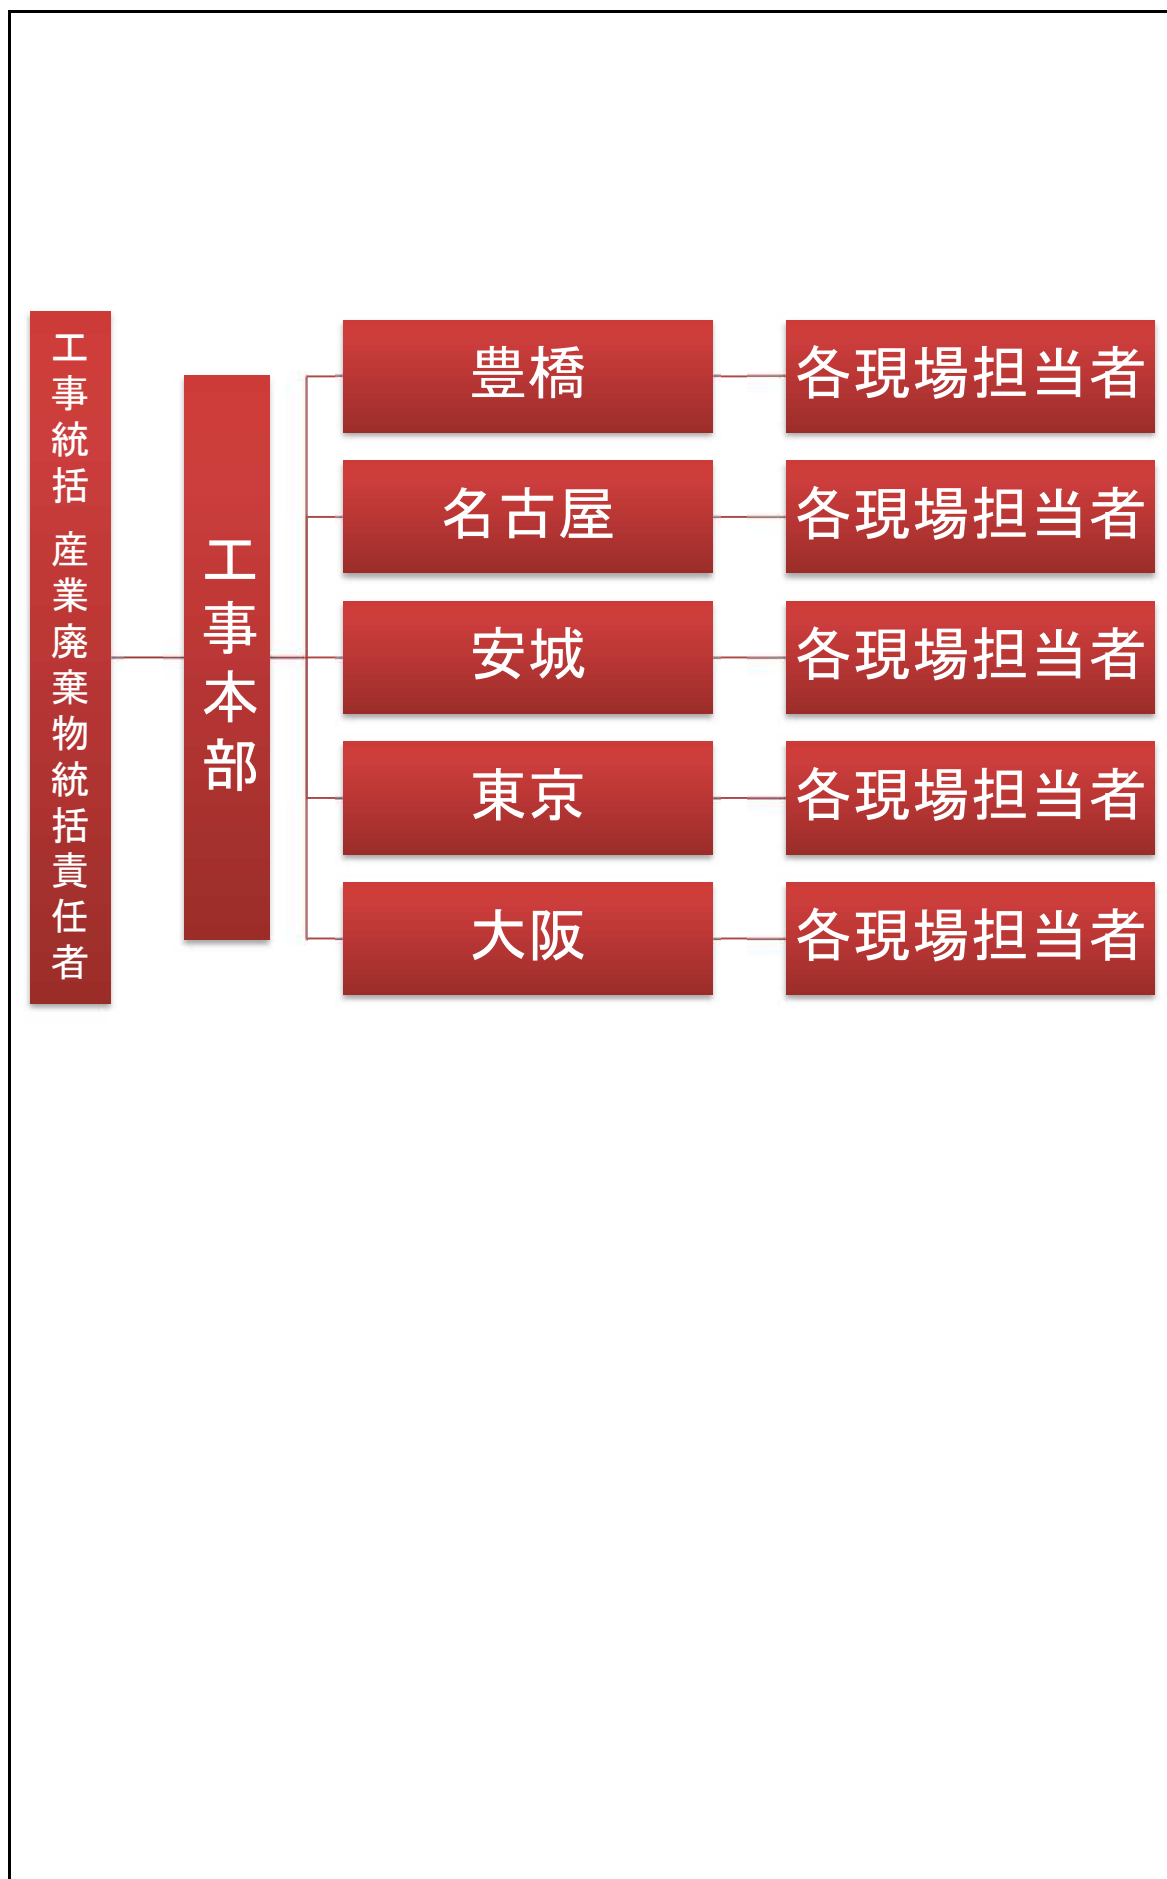 工事統括 産業廃棄物統括責任者
工事本部
豊橋
各現場担当者
名古屋
各現場担当者
安城
各現場担当者
東京
各現場担当者
大阪
各現場担当者